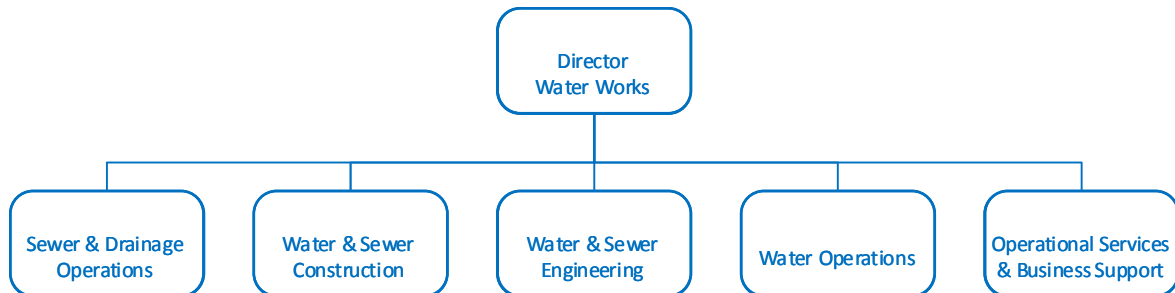 Director
Water Works
Sewer & Drainage
Operations
Water & Sewer
Construction
Water & Sewer
Engineering
Water Operations
Operational Services
& Business Support